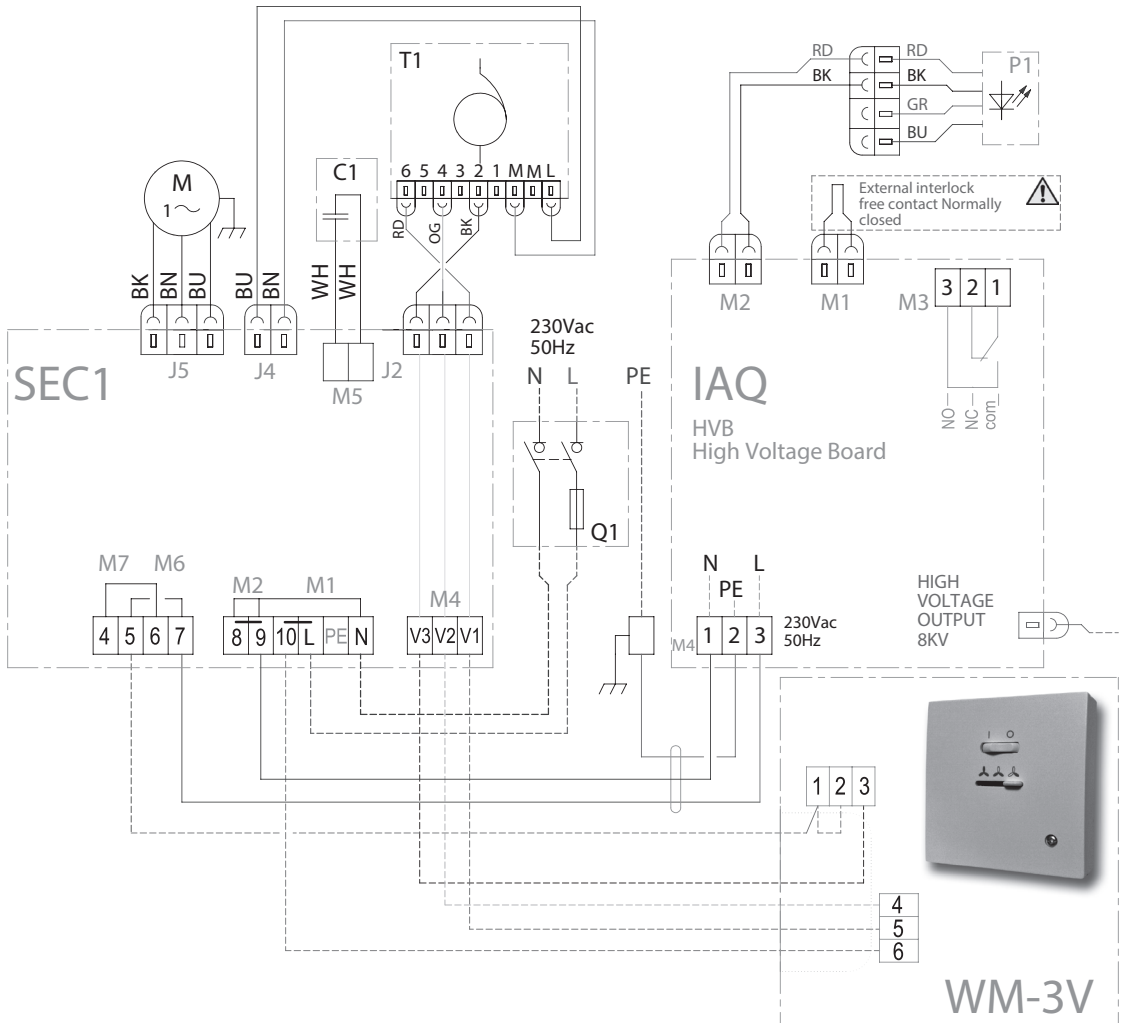 T1
6 5 4 3 2 1 M M L
RD
OG
BK
C1
M
1~
BK
BN
BU
BU
BN
WH
WH
J5
J4
M5
J2
SEC1
230Vac
50Hz
N L PE
Q1
RD
BK
RD
BK
GR
BU
P1
External interlock
free contact Normally
closed
M2
M1
M3
3 2 1
NO
NC
com
IAQ
HVB
High Voltage Board
M7 M6
4 5 6 7
M2 M1
8 9 10 L PE N
M4
V3 V2 V1
N
PE
L
M4
1 2 3
230Vac
50Hz
HIGH
VOLTAGE
OUTPUT
8KV
1 2 3
I O
4
5
6
WM-3V